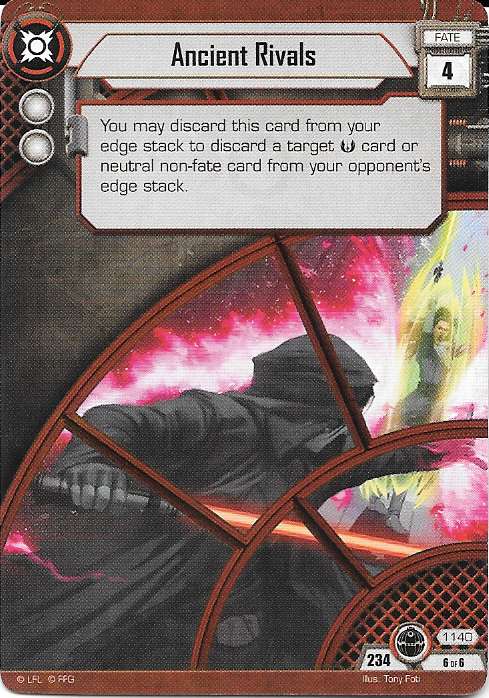 Ancient Rivals
FATE
4
You may discard this card from your
edge stack to discard a target card or
neutral non-fate card from your opponent's
edge stack.
1140
234
6 OF 6
© LFL © FFG
Illus. Tony Foti